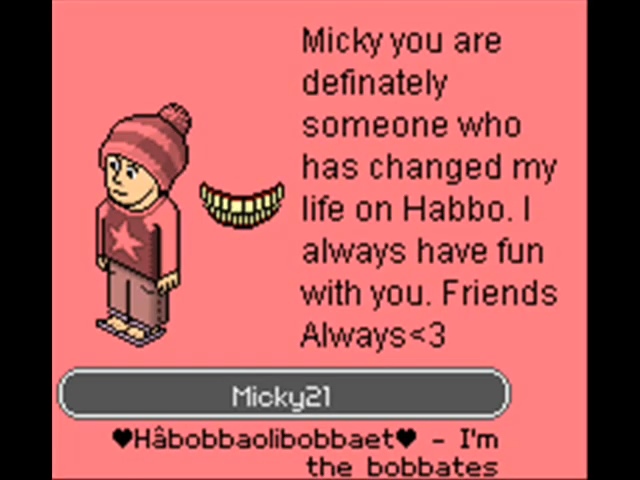 Micky you are
definately
someone who
has changed my
life on Habbo. I
always have fun
with you. Friends
Always<3
Micky21
♥Hâbobbaolibobbaet♥ - I'm
the bobbates